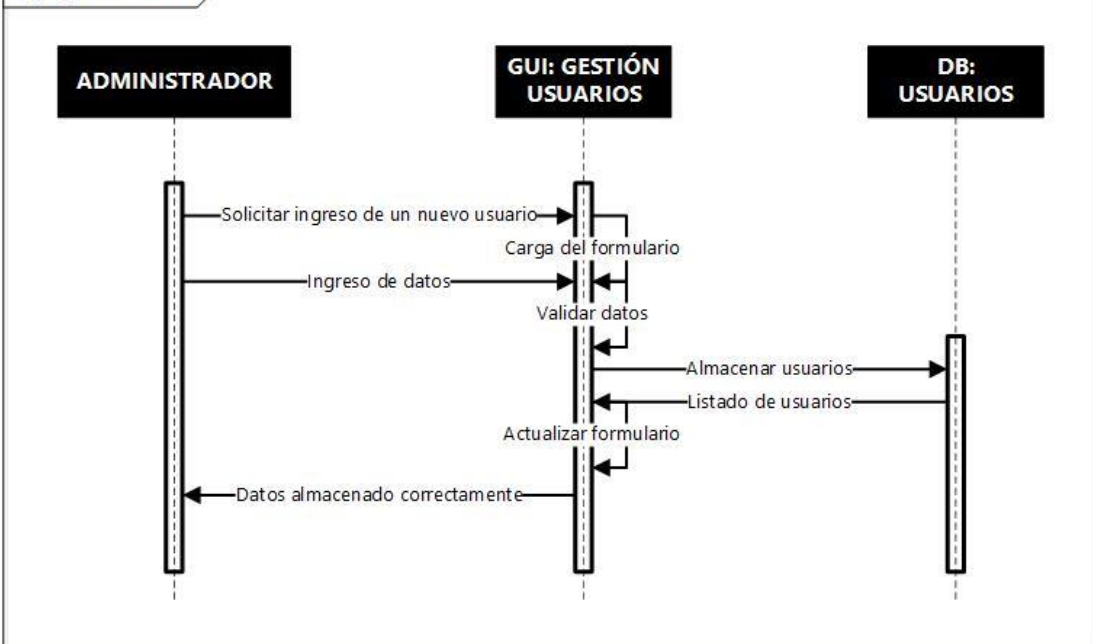 ADMINISTRADOR
GUI: GESTIÓN
USUARIOS
DB:
USUARIOS
Solicitar ingreso de un nuevo usuario
Carga del formulario
Ingreso de datos
Validar datos
Almacenar usuarios
Listado de usuarios
Actualizar formulario
Datos almacenado correctamente